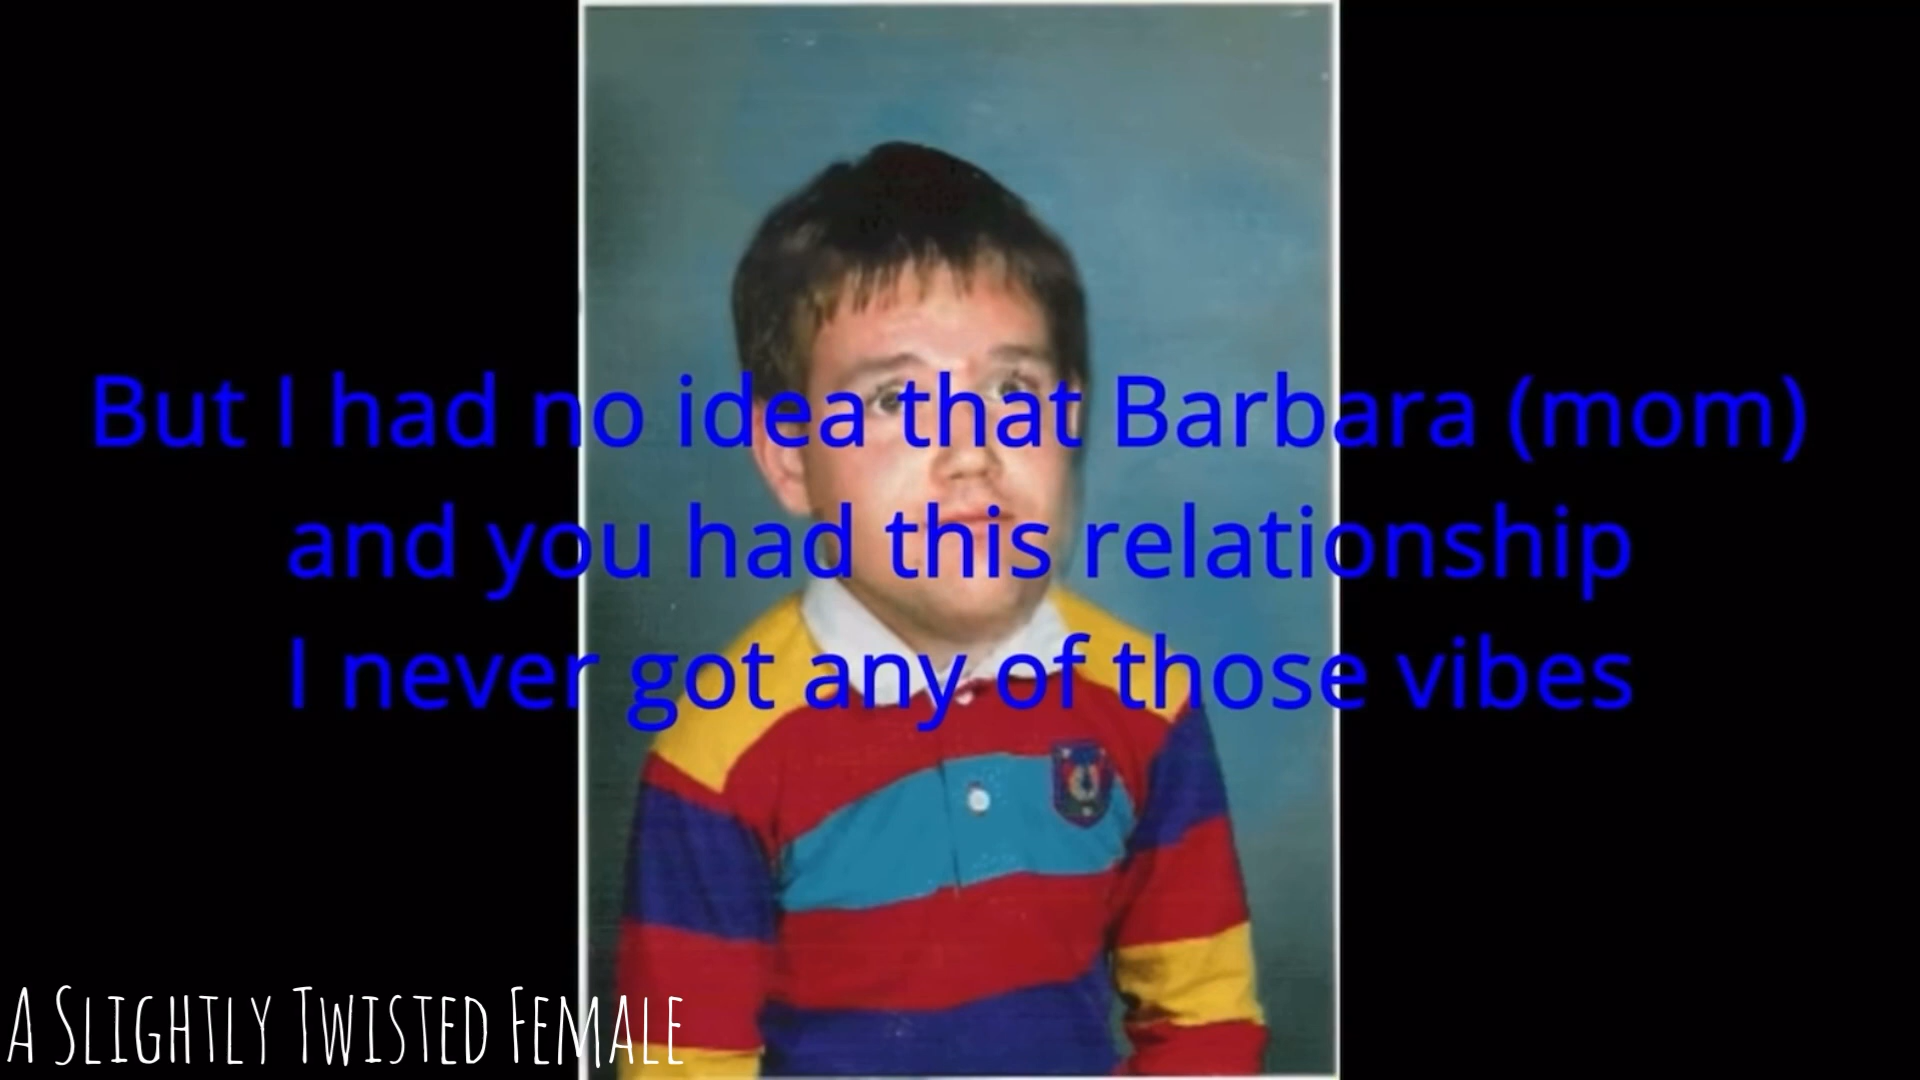 But I had no idea that Barbara (mom)
and you had this relationship
I never got any of those vibes
A Slightly Twisted Female